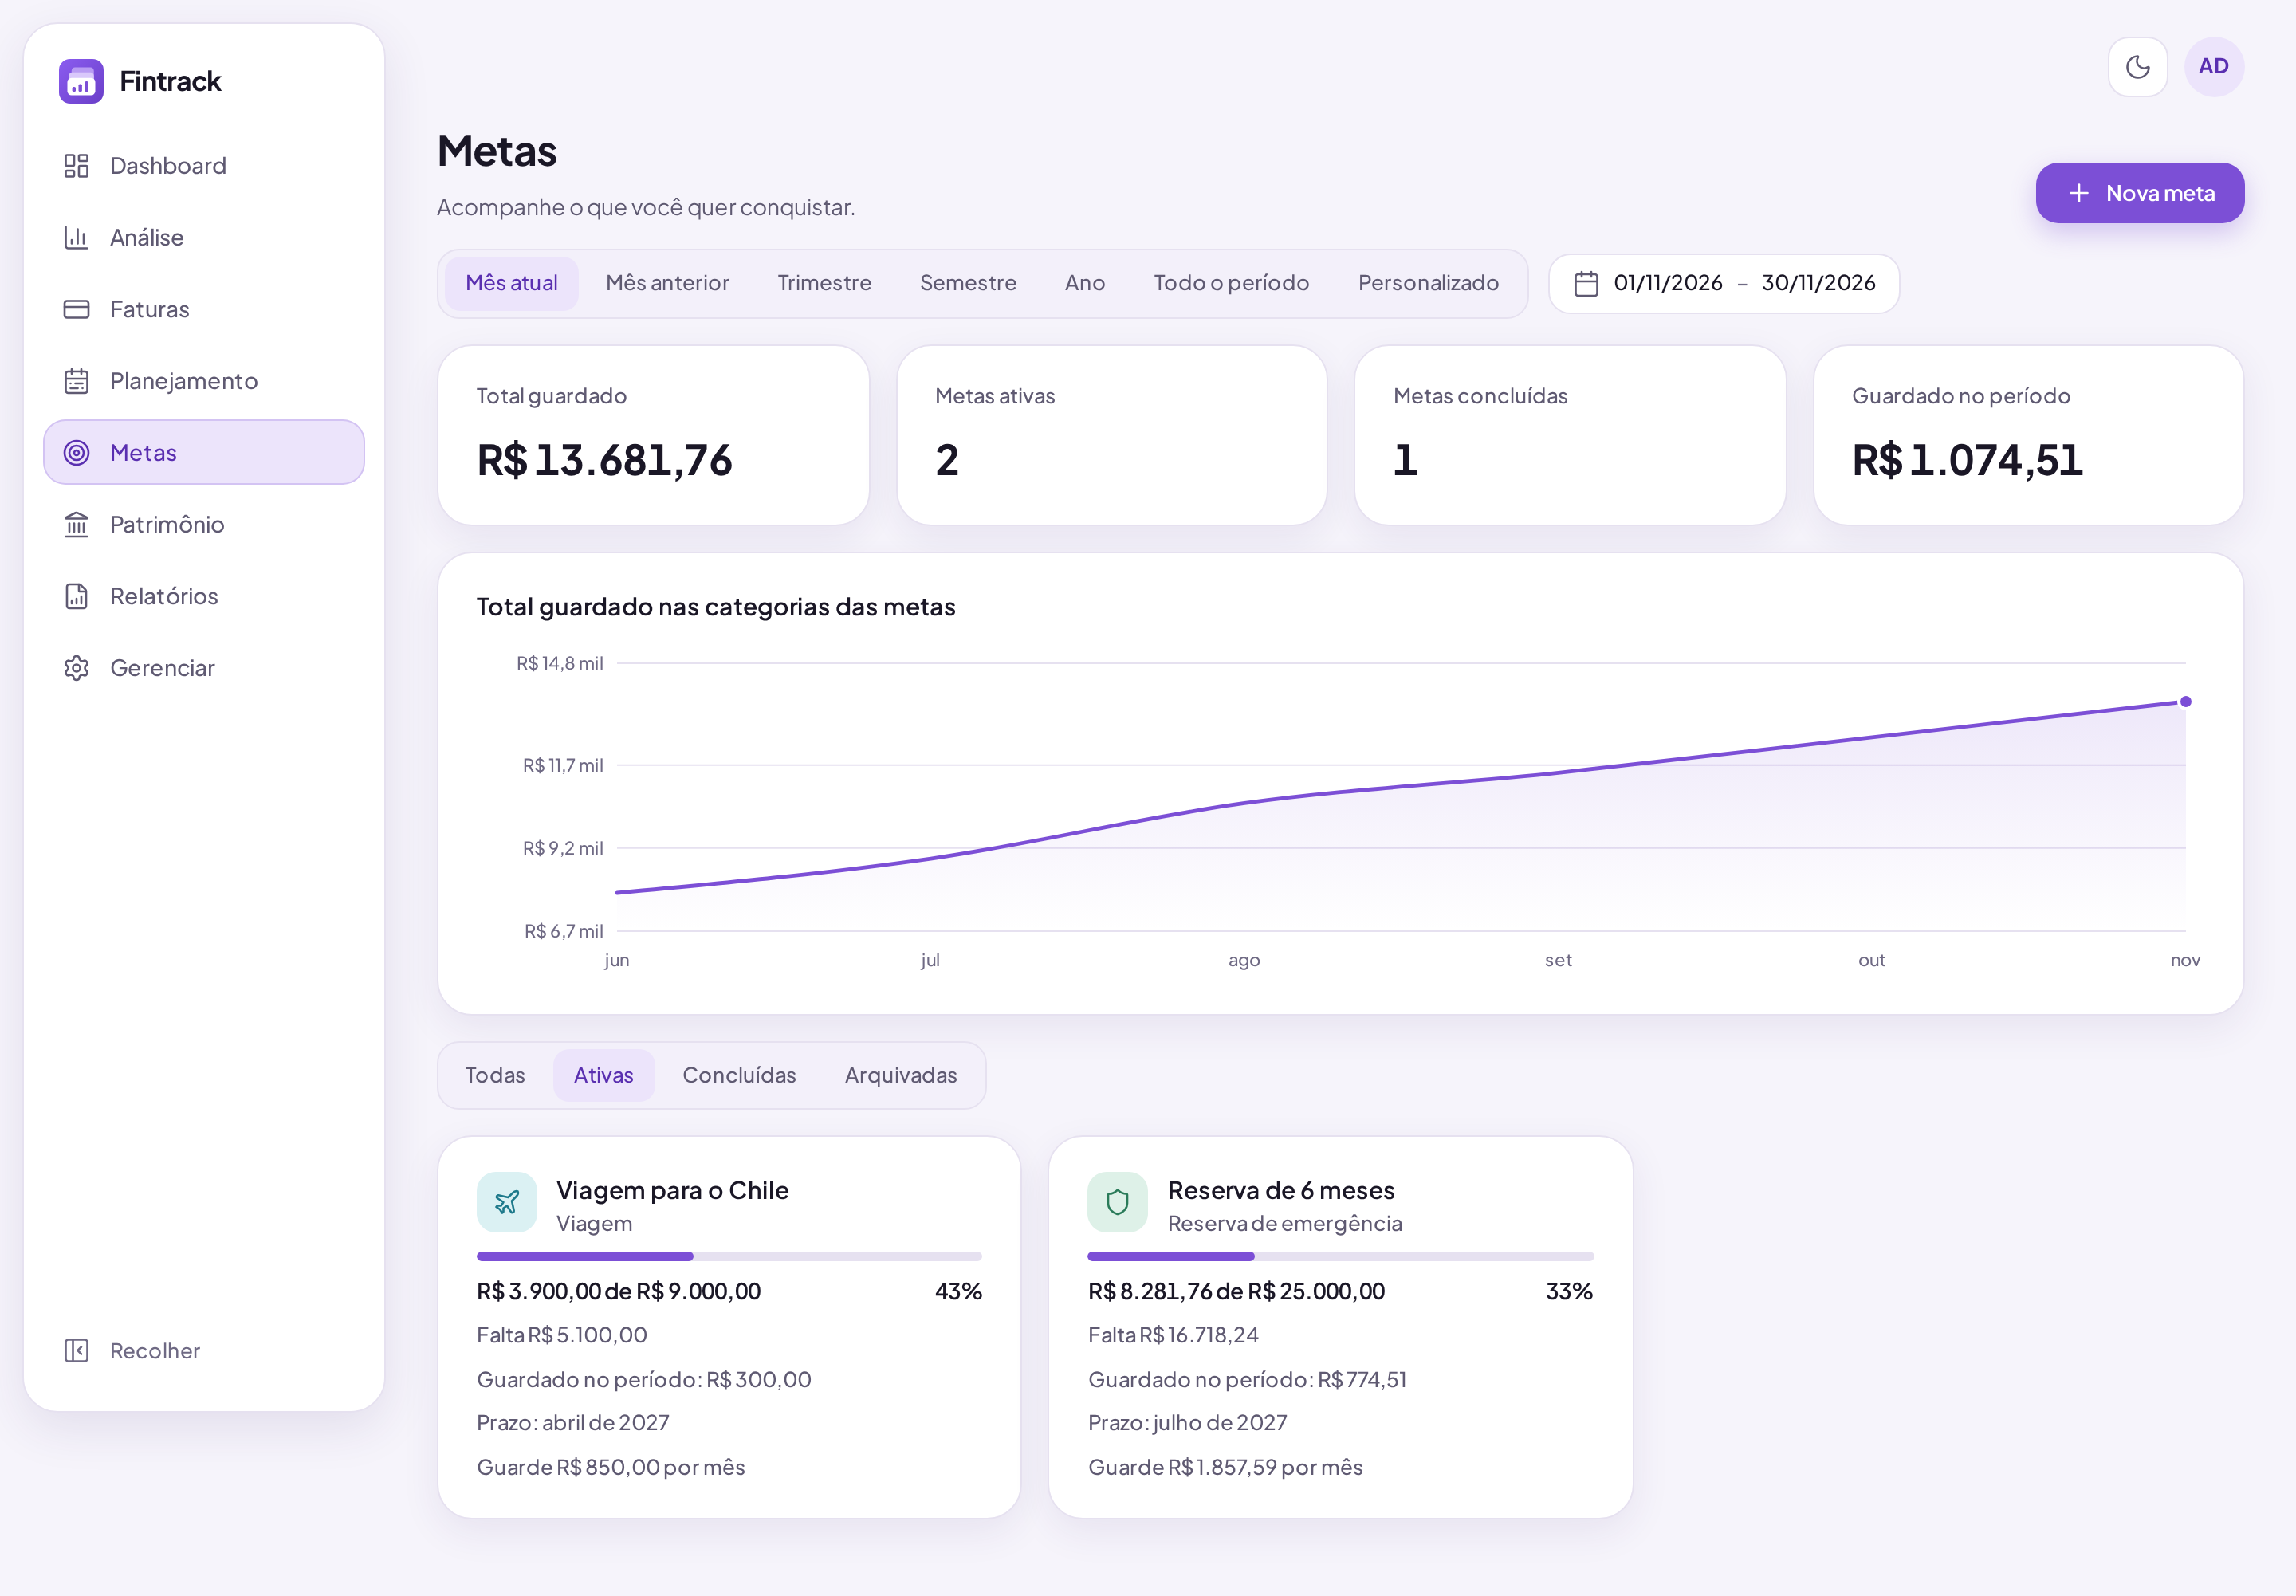 Fintrack
Dashboard
Análise
Faturas
Planejamento
Metas
Patrimônio
Relatórios
Gerenciar
Recolher
AD
Metas
Acompanhe o que você quer conquistar.
Nova meta
Mês atual Mês anterior Trimestre Semestre Ano Todo o período Personalizado 01/11/2026 – 30/11/2026
Total guardado
R$ 13.681,76
Metas ativas
2
Metas concluídas
1
Guardado no período
R$ 1.074,51
Total guardado nas categorias das metas
R$ 14,8 mil
R$ 11,7 mil
R$ 9,2 mil
R$ 6,7 mil
jun jul ago set out nov
Todas Ativas Concluídas Arquivadas
Viagem para o Chile
Viagem
R$ 3.900,00 de R$ 9.000,00 43%
Falta R$ 5.100,00
Guardado no período: R$ 300,00
Prazo: abril de 2027
Guarde R$ 850,00 por mês
Reserva de 6 meses
Reserva de emergência
R$ 8.281,76 de R$ 25.000,00 33%
Falta R$ 16.718,24
Guardado no período: R$ 774,51
Prazo: julho de 2027
Guarde R$ 1.857,59 por mês